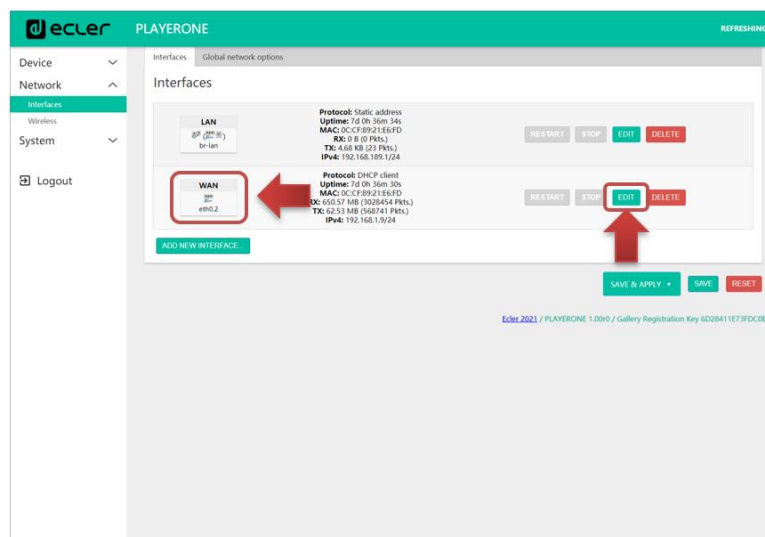 ecler PLAYERONE REFRESHING
Device
Network
Interfaces
Wireless
System
Logout
Interfaces Global network options
Interfaces
LAN
br-lan
Protocol: Static address
Uptime: 7d 0h 36m 34s
MAC: 0C:CF:89:21:E6:FD
RX: 0 B (0 Pkts.)
TX: 4.68 KB (23 Pkts.)
IPv4: 192.168.189.1/24
RESTART STOP EDIT DELETE
WAN
eth0.2
Protocol: DHCP client
Uptime: 7d 0h 36m 30s
MAC: 0C:CF:89:21:E6:FD
RX: 650.57 MB (3028454 Pkts.)
TX: 62.53 MB (568741 Pkts.)
IPv4: 192.168.1.9/24
RESTART STOP EDIT DELETE
ADD NEW INTERFACE...
SAVE & APPLY SAVE RESET
Ecler 2021 / PLAYERONE 1.00r0 / Gallery Registration Key